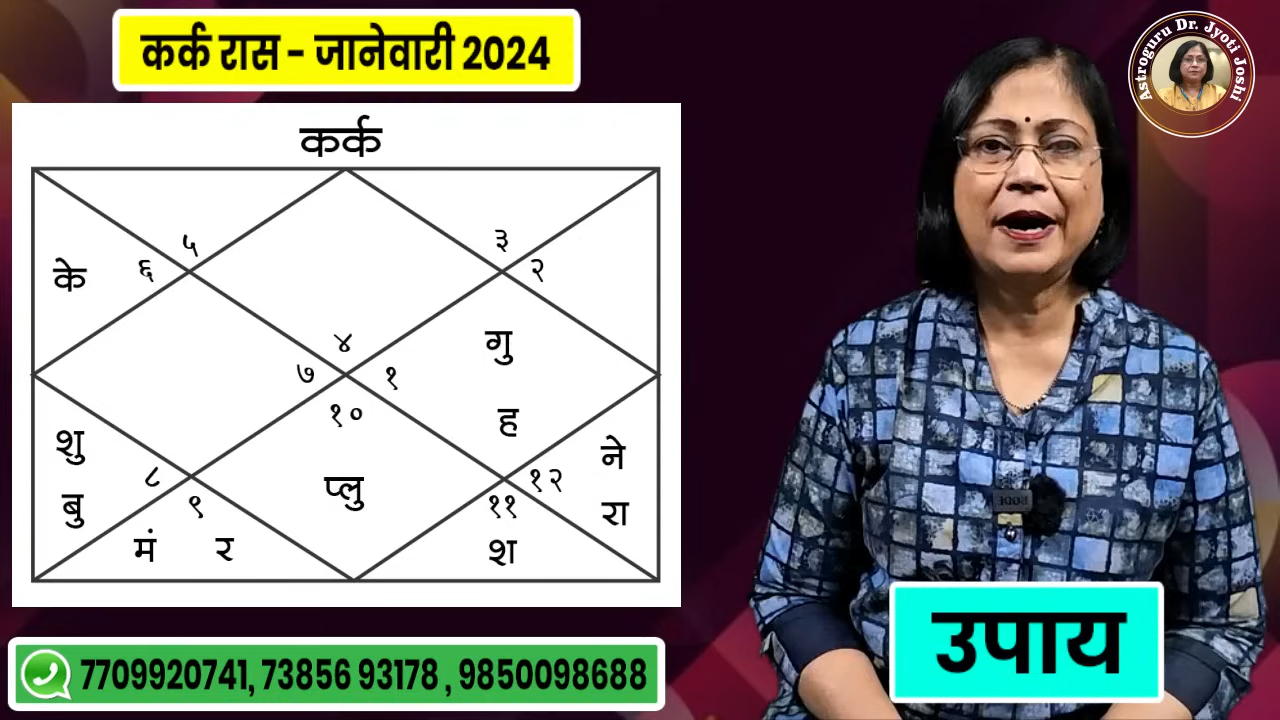 कर्क रास - जानेवारी 2024
Astroguru Dr. Jyoti Joshi
कर्क
५
३
के
६
२
४
गु
७
१
१०
ह
शु
ने
८
१२
प्लु
बु
९
११
रा
मं
र
श
7709920741, 73856 93178 , 9850098688
उपाय